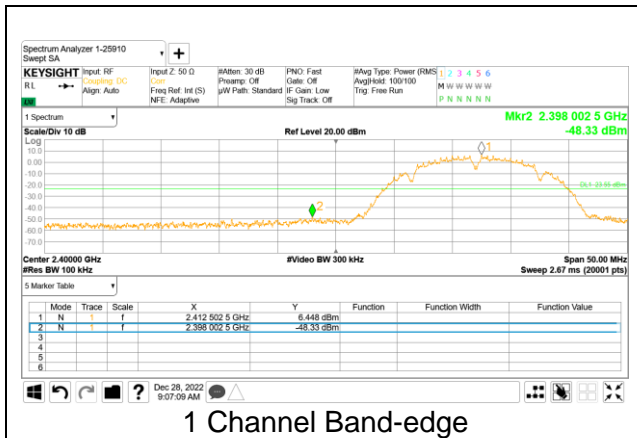 Spectrum Analyzer 1-25910
Swept SA
+
KEYSIGHT Input: RF Input Z: 50 Ω #Atten: 30 dB PNO: Fast #Avg Type: Power (RMS 1 2 3 4 5 6
RL Coupling: DC Preamp: Off Gate: Off Avg|Hold: 100/100 M W W W W W
Align: Auto Freq Ref: Int (S) µW Path: Standard IF Gain: Low Trig: Free Run
NFE: Adaptive Sig Track: Off P N N N N N
1 Spectrum Mkr2 2.398 002 5 GHz
Scale/Div 10 dB Ref Level 20.00 dBm -48.33 dBm
Log
10.0
0.00
-10.0
-20.0
-30.0
-40.0
-50.0
-60.0
-70.0
1
2
Center 2.40000 GHz #Video BW 300 kHz Span 50.00 MHz
#Res BW 100 kHz Sweep 2.67 ms (20001 pts)
5 Marker Table
Mode Trace Scale X Y Function Function Width Function Value
1 N 1 f 2.412 502 5 GHz 6.448 dBm
2 N 1 f 2.398 002 5 GHz -48.33 dBm
3
4
5
6
? Dec 28, 2022
9:07:09 AM
1 Channel Band-edge